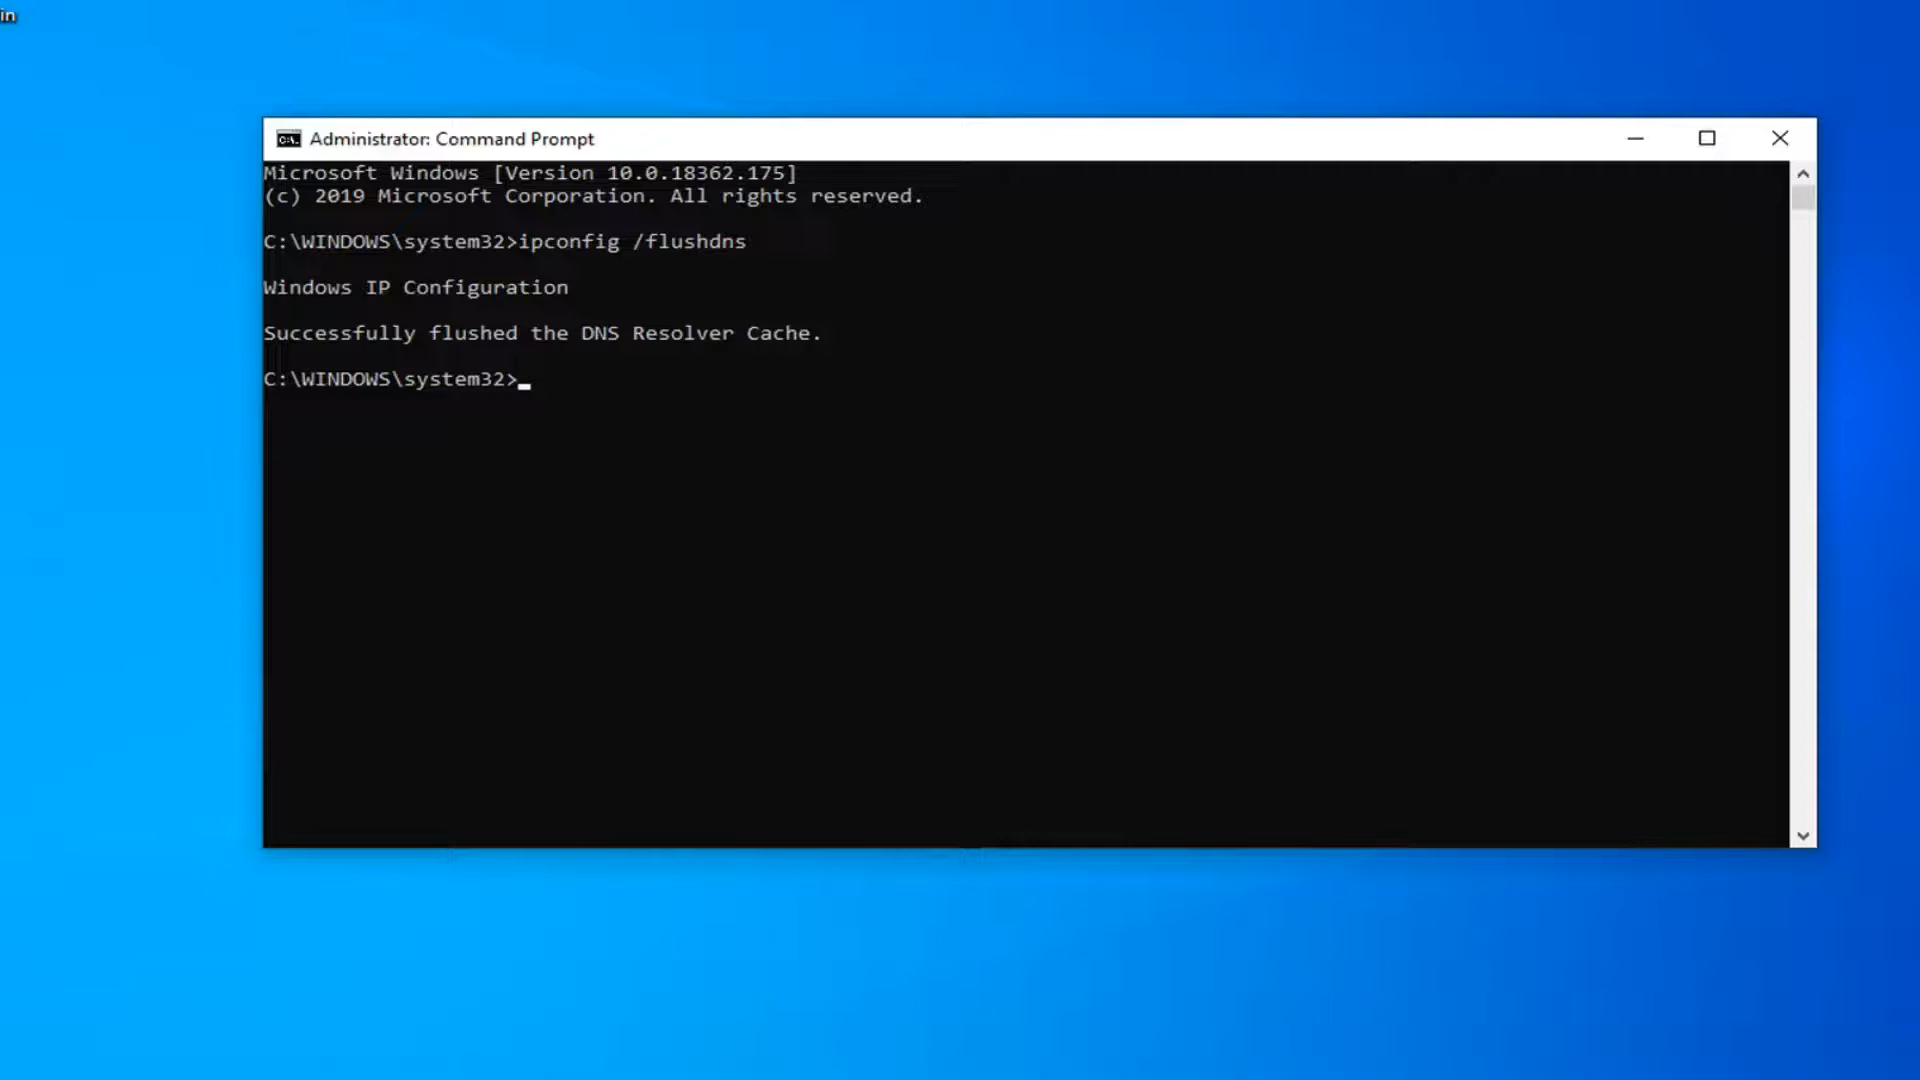 in
Administrator: Command Prompt
Microsoft Windows [Version 10.0.18362.175]
(c) 2019 Microsoft Corporation. All rights reserved.
C:\WINDOWS\system32>ipconfig /flushdns
Windows IP Configuration
Successfully flushed the DNS Resolver Cache.
C:\WINDOWS\system32>